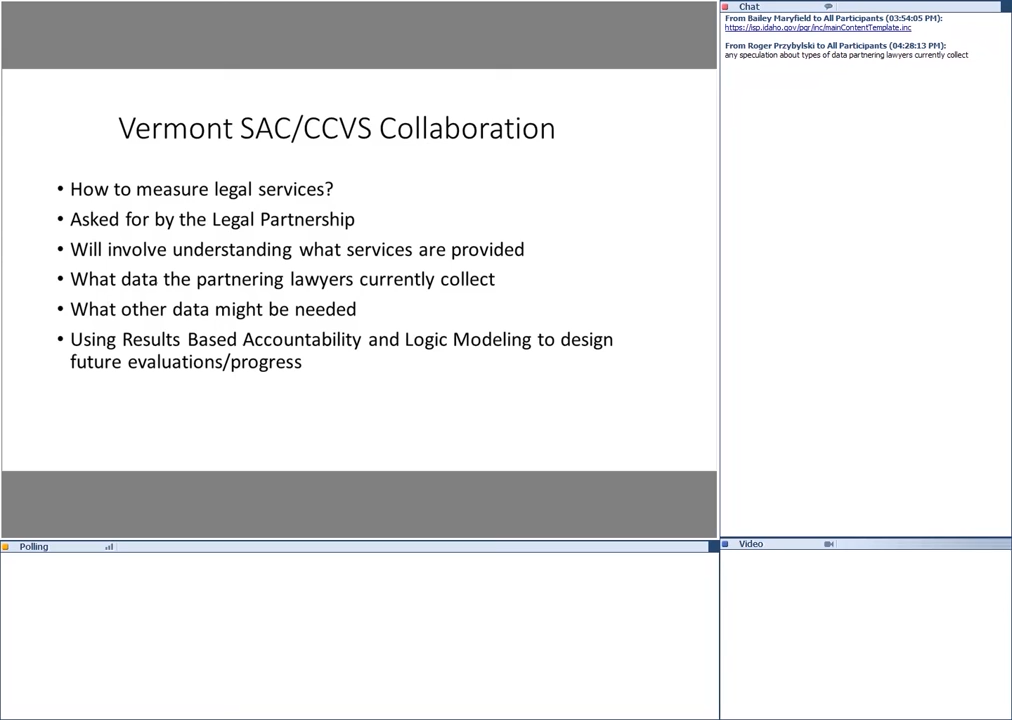 Vermont SAC/CCVS Collaboration
• How to measure legal services?
• Asked for by the Legal Partnership
• Will involve understanding what services are provided
• What data the partnering lawyers currently collect
• What other data might be needed
• Using Results Based Accountability and Logic Modeling to design
future evaluations/progress
Chat
From Bailey Maryfield to All Participants (03:54:05 PM):
https://isp.idaho.gov/pgr/inc/mainContentTemplate.inc
From Roger Przybylski to All Participants (04:28:13 PM):
any speculation about types of data partnering lawyers currently collect
Polling
Video